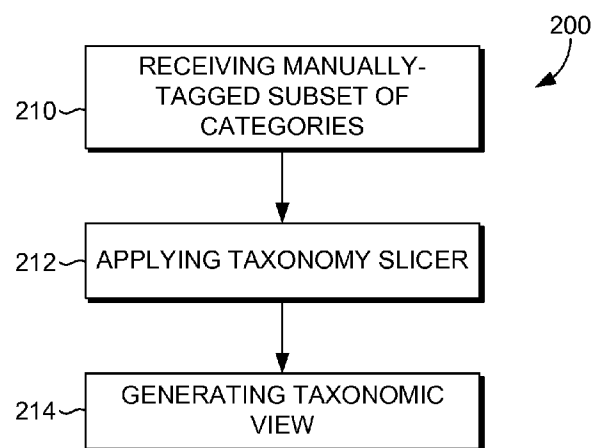 200
210
RECEIVING MANUALLY-
TAGGED SUBSET OF
CATEGORIES
212
APPLYING TAXONOMY SLICER
214
GENERATING TAXONOMIC
VIEW